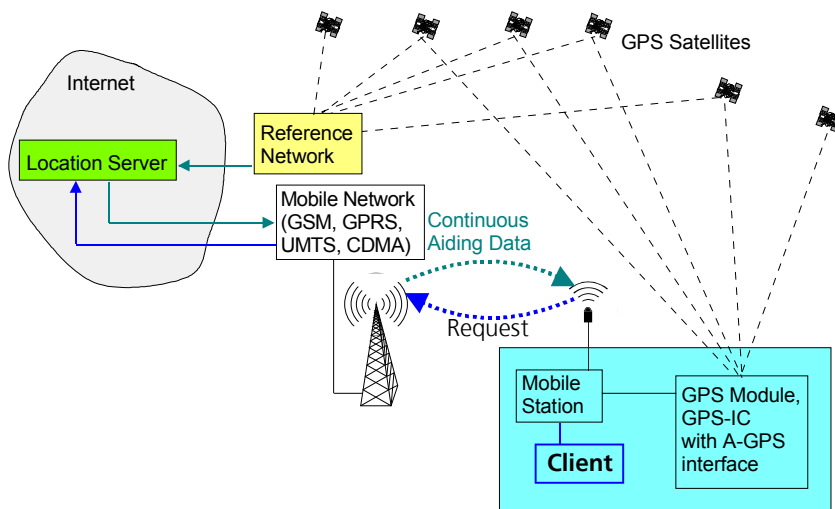 GPS Satellites
Internet
Reference
Network
Location Server
Mobile Network
(GSM, GPRS,
UMTS, CDMA)
Continuous
Aiding Data
Request
Mobile
Station
Client
GPS Module,
GPS-IC
with A-GPS
interface